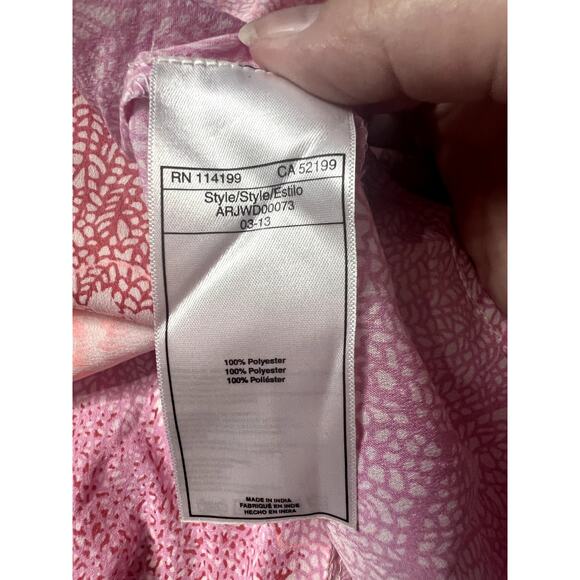 RN 114199 CA 52199
Style/Style/Estilo
ARJWD00073
03-13
100% Polyester
100% Polyester
100% Poliéster
MADE IN INDIA
FABRIQUÉ EN INDE
HECHO EN INDIA